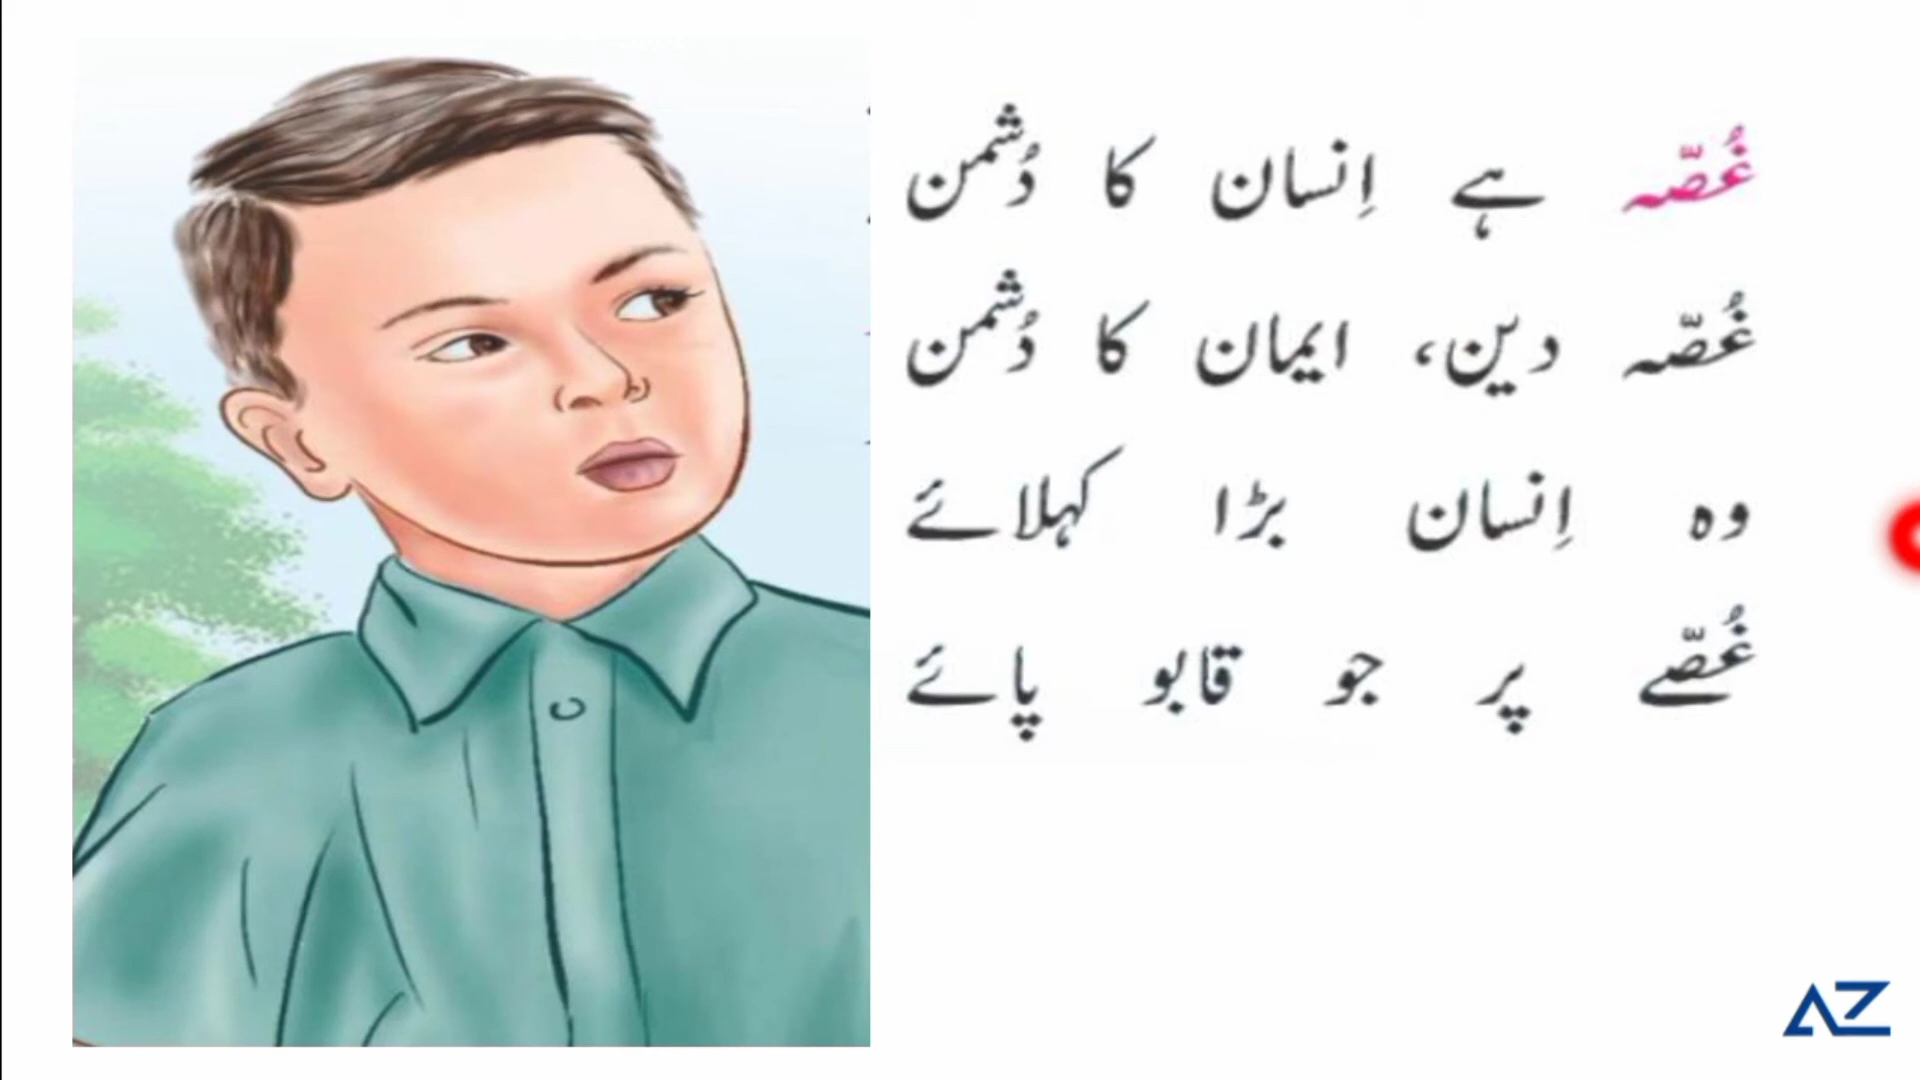 غُصّہ ہے اِنسان کا دُشمن
غُصّہ دین، ایمان کا دُشمن
وہ اِنسان بڑا کہلائے
غُصّے پر جو قابو پائے
AZ